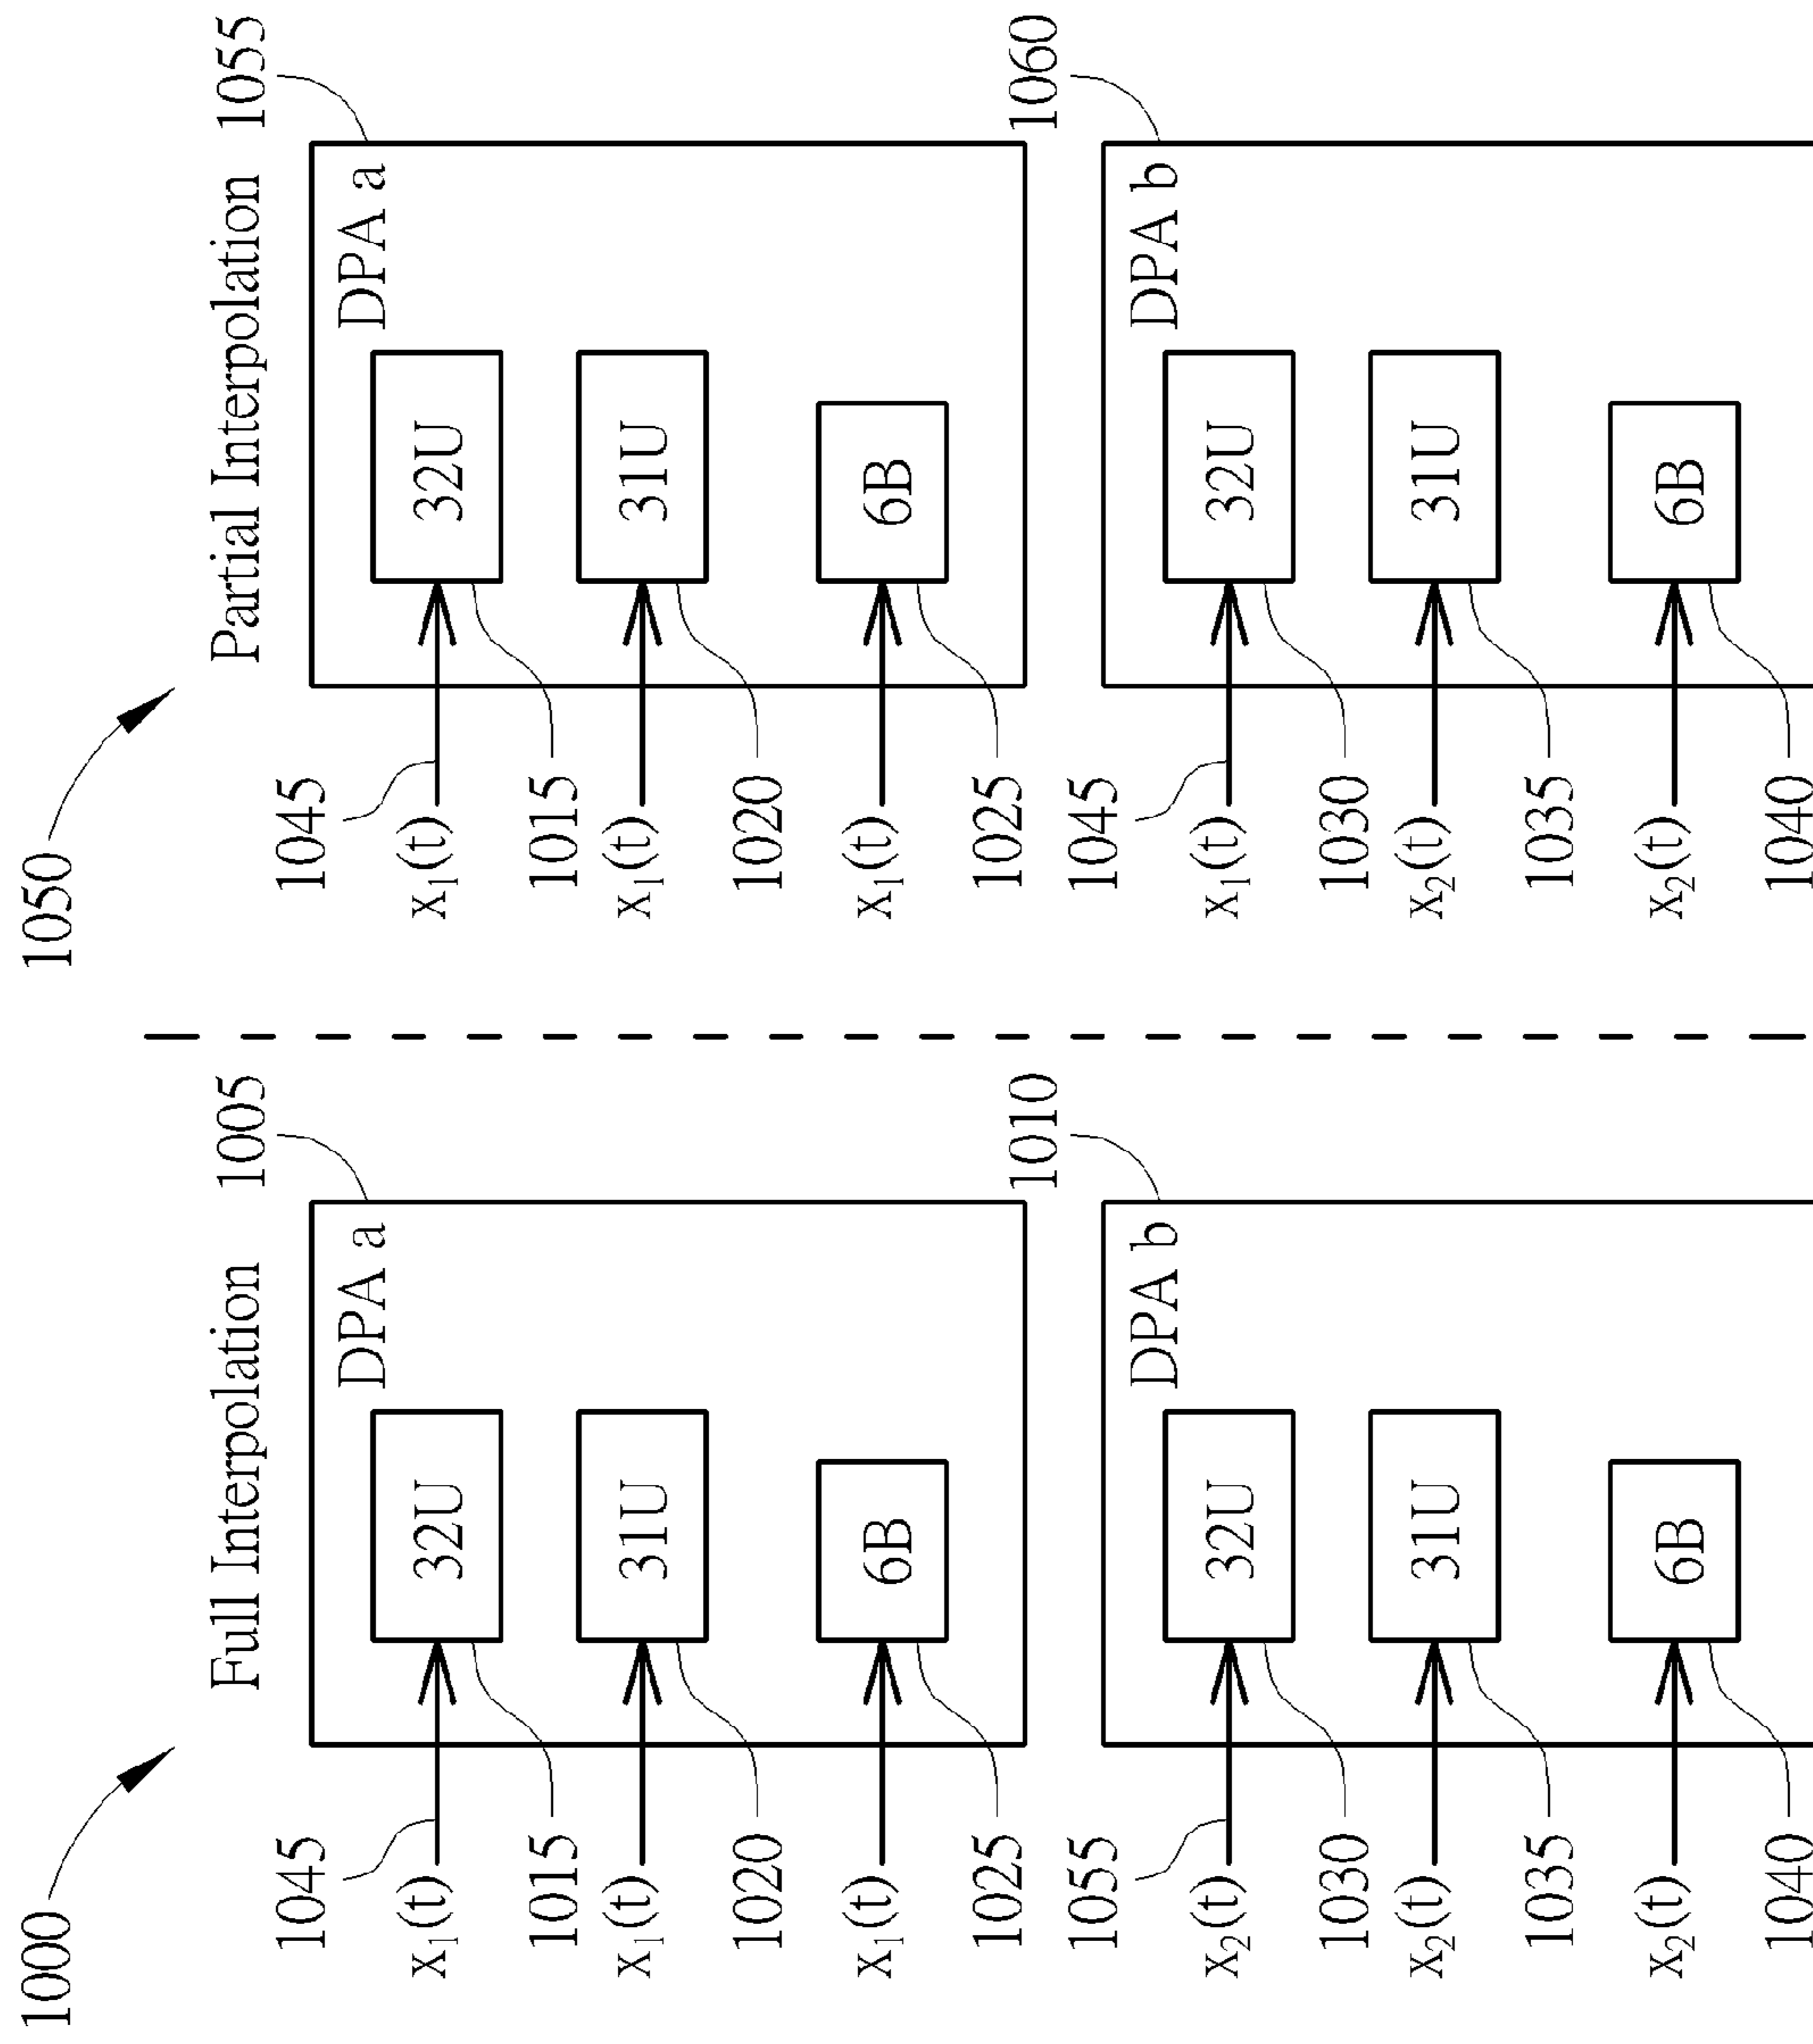 1000
Full Interpolation
1005
DPA a
1045
x₁(t)
32U
1015
x₁(t)
31U
1020
x₁(t)
6B
1025
1010
DPA b
1055
x₂(t)
32U
1030
x₂(t)
31U
1035
x₂(t)
6B
1040
1050
Partial Interpolation
1055
DPA a
1045
x₁(t)
32U
1015
x₁(t)
31U
1020
x₁(t)
6B
1025
1060
DPA b
1045
x₁(t)
32U
1030
x₂(t)
31U
1035
x₂(t)
6B
1040